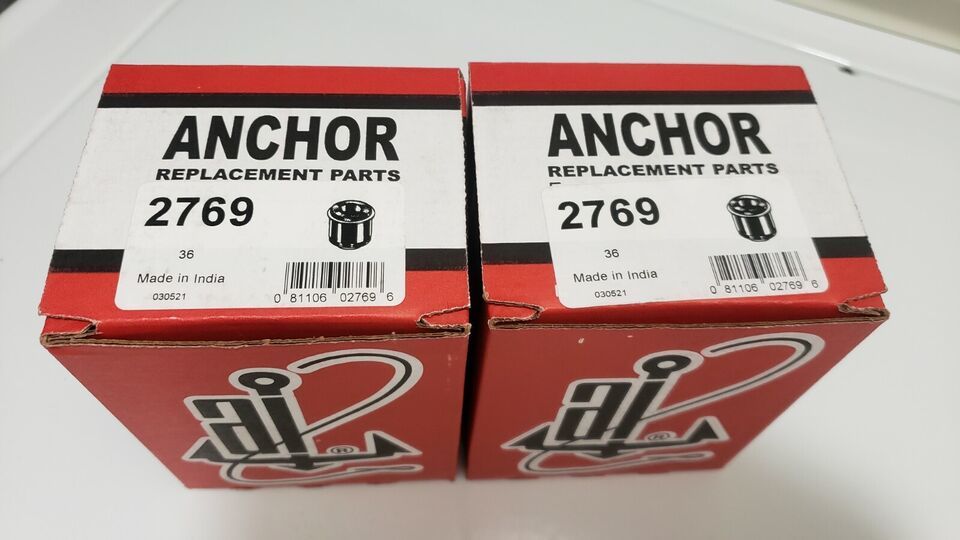 ANCHOR
REPLACEMENT PARTS
2769
36
Made in India
030521
0 81106 02769 6
ai
®
ANCHOR
REPLACEMENT PARTS
2769
36
Made in India
030521
0 81106 02769 6
ai
®